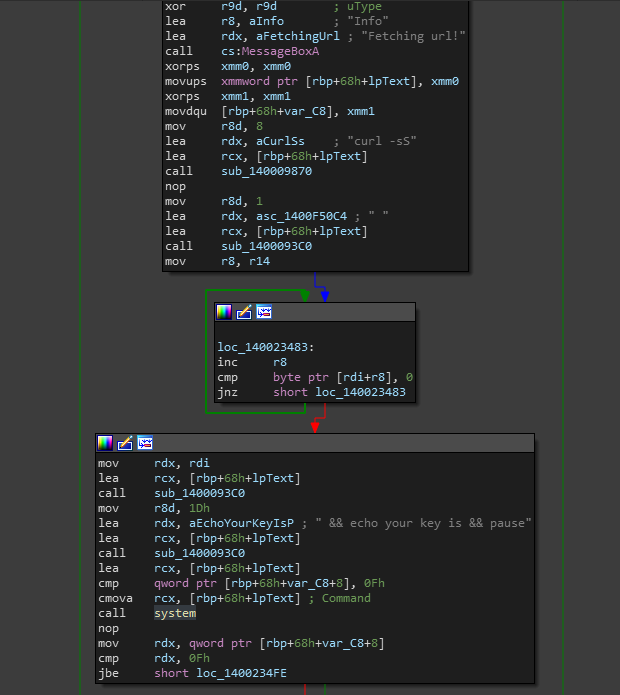 xor r9d, r9d ; uType
lea r8, aInfo ; "Info"
lea rdx, aFetchingUrl ; "Fetching url!"
call cs:MessageBoxA
xorps xmm0, xmm0
movups xmmword ptr [rbp+68h+lpText], xmm0
xorps xmm1, xmm1
movdqu [rbp+68h+var_C8], xmm1
mov r8d, 8
lea rdx, aCurlSs ; "curl -sS"
lea rcx, [rbp+68h+lpText]
call sub_140009870
nop
mov r8d, 1
lea rdx, asc_1400F50C4 ; " "
lea rcx, [rbp+68h+lpText]
call sub_1400093C0
mov r8, r14
loc_140023483:
inc r8
cmp byte ptr [rdi+r8], 0
jnz short loc_140023483
mov rdx, rdi
lea rcx, [rbp+68h+lpText]
call sub_1400093C0
mov r8d, 1Dh
lea rdx, aEchoYourKeyIsP ; " && echo your key is && pause"
lea rcx, [rbp+68h+lpText]
call sub_1400093C0
lea rcx, [rbp+68h+lpText]
cmp qword ptr [rbp+68h+var_C8+8], 0Fh
cmova rcx, [rbp+68h+lpText] ; Command
call system
nop
mov rdx, qword ptr [rbp+68h+var_C8+8]
cmp rdx, 0Fh
jbe short loc_1400234FE